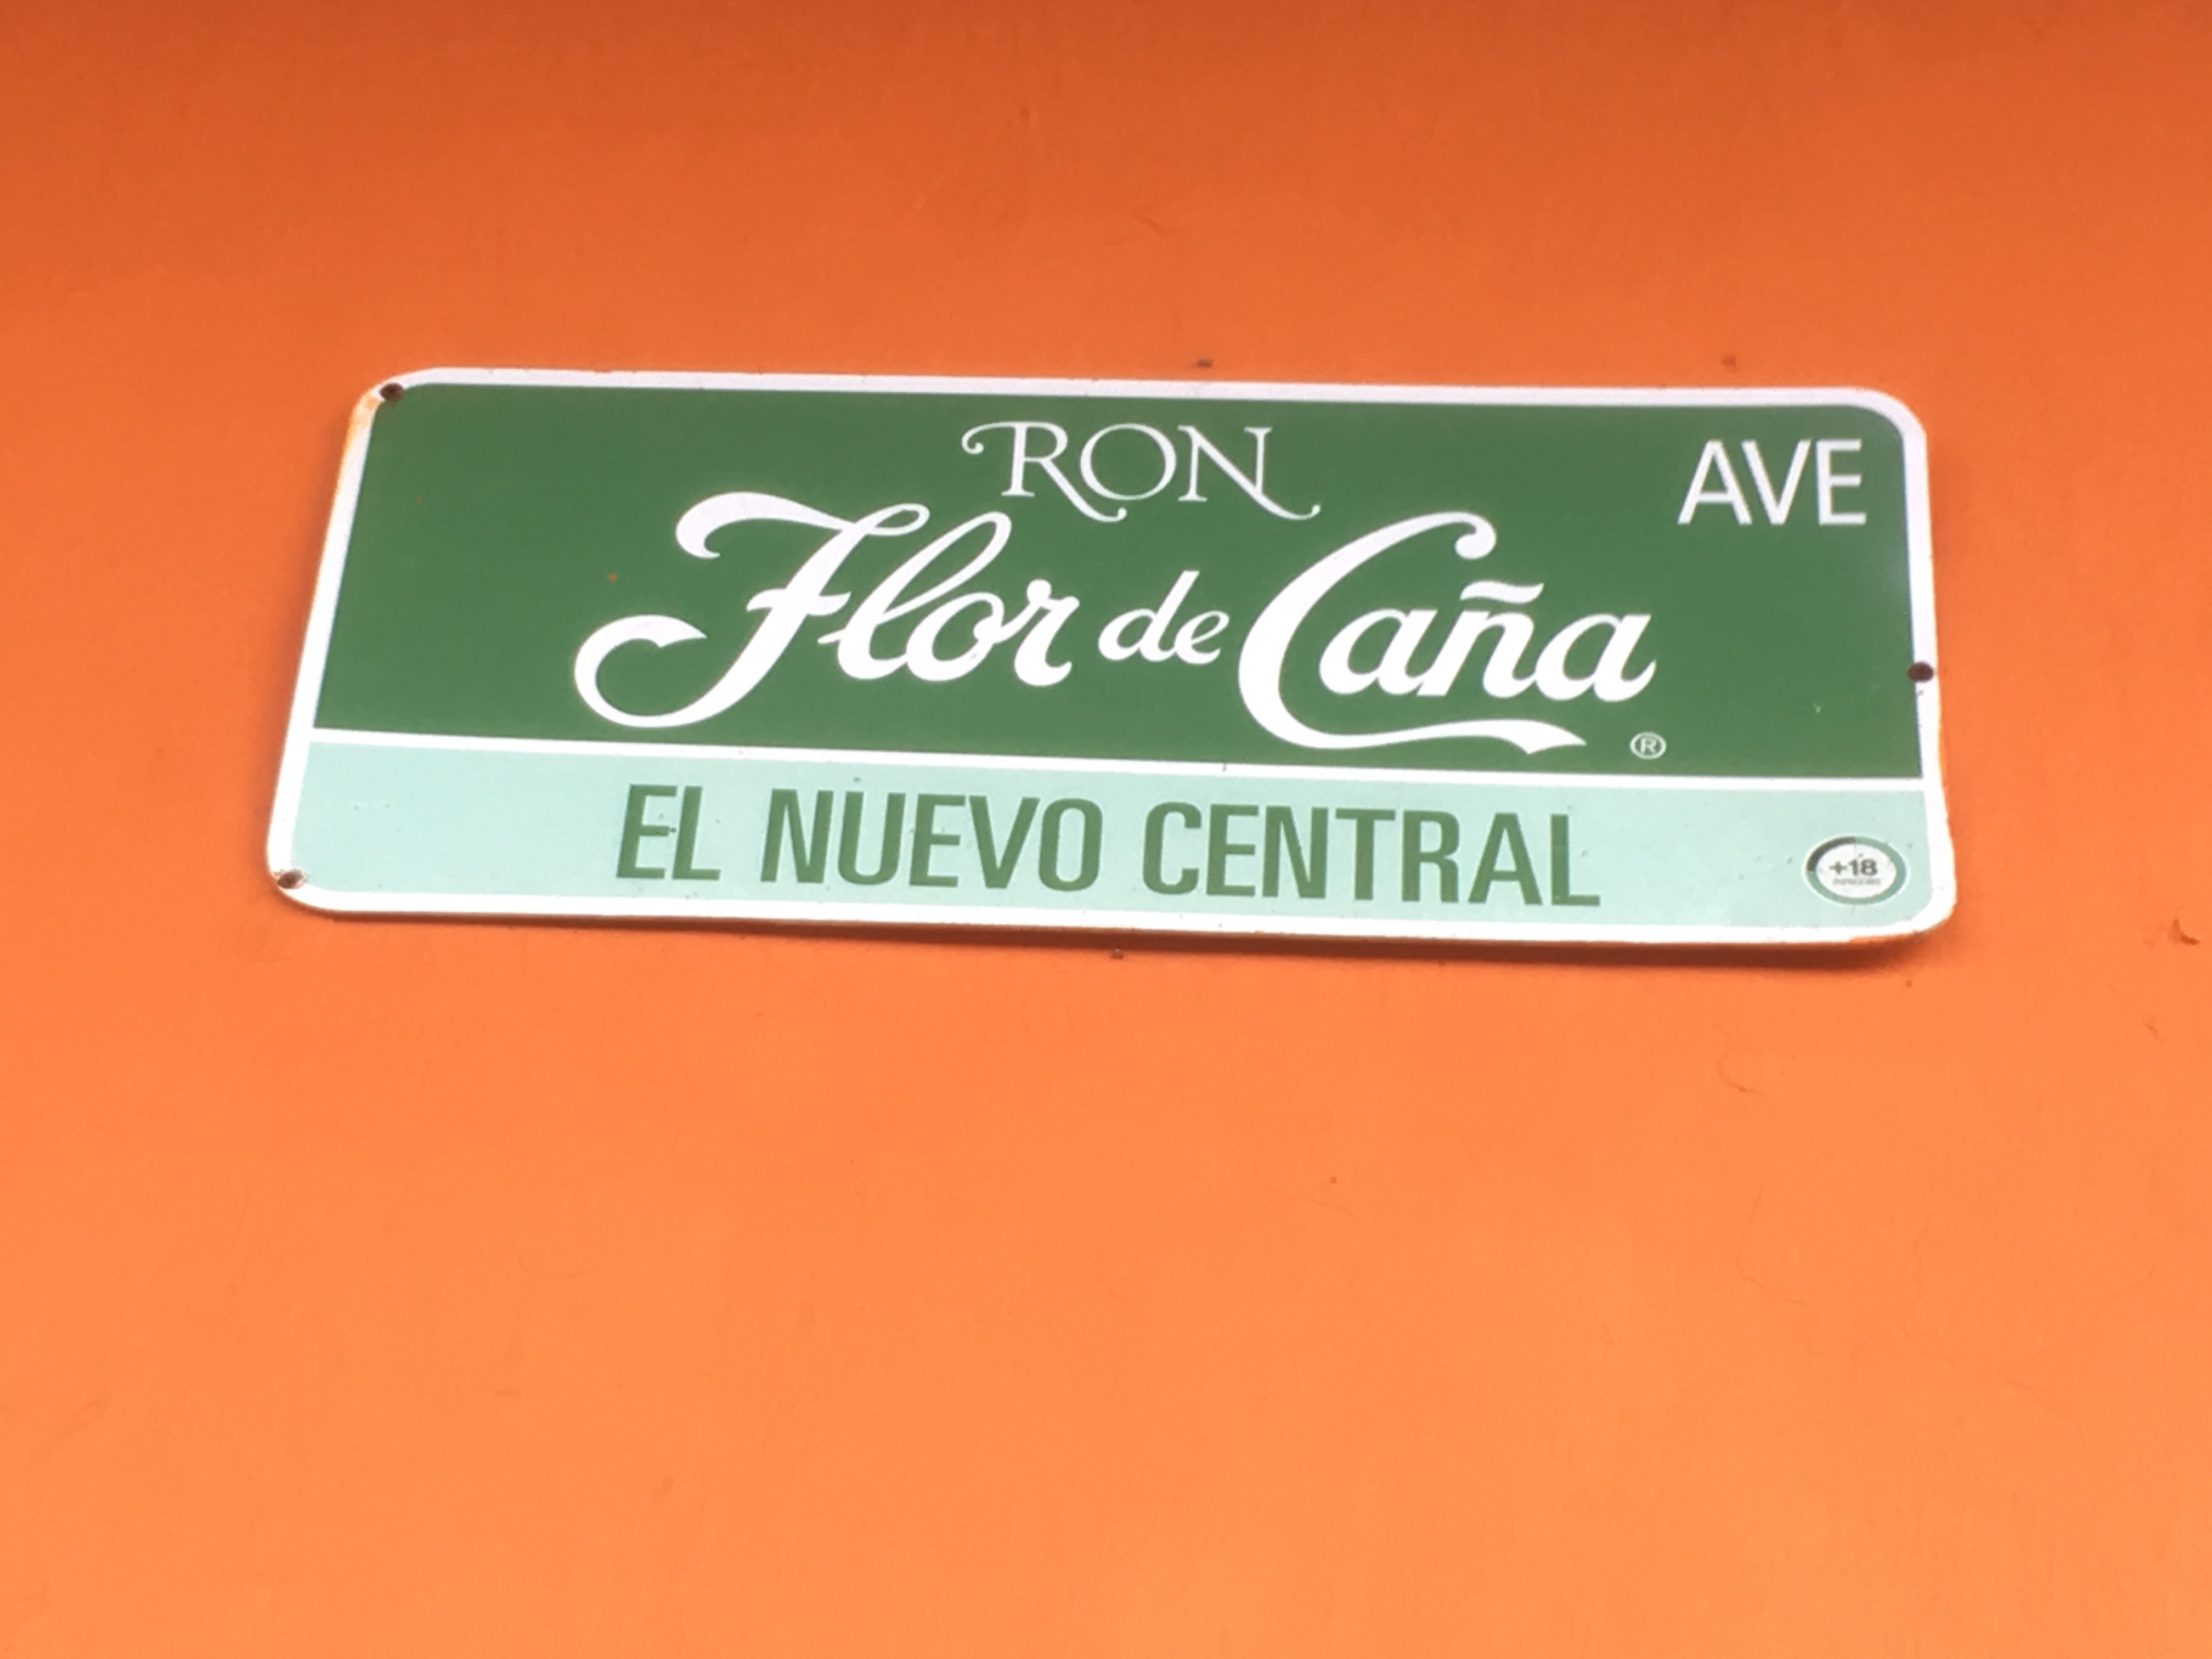 RON
AVE
Flor de Caña
®
EL NUEVO CENTRAL
+18